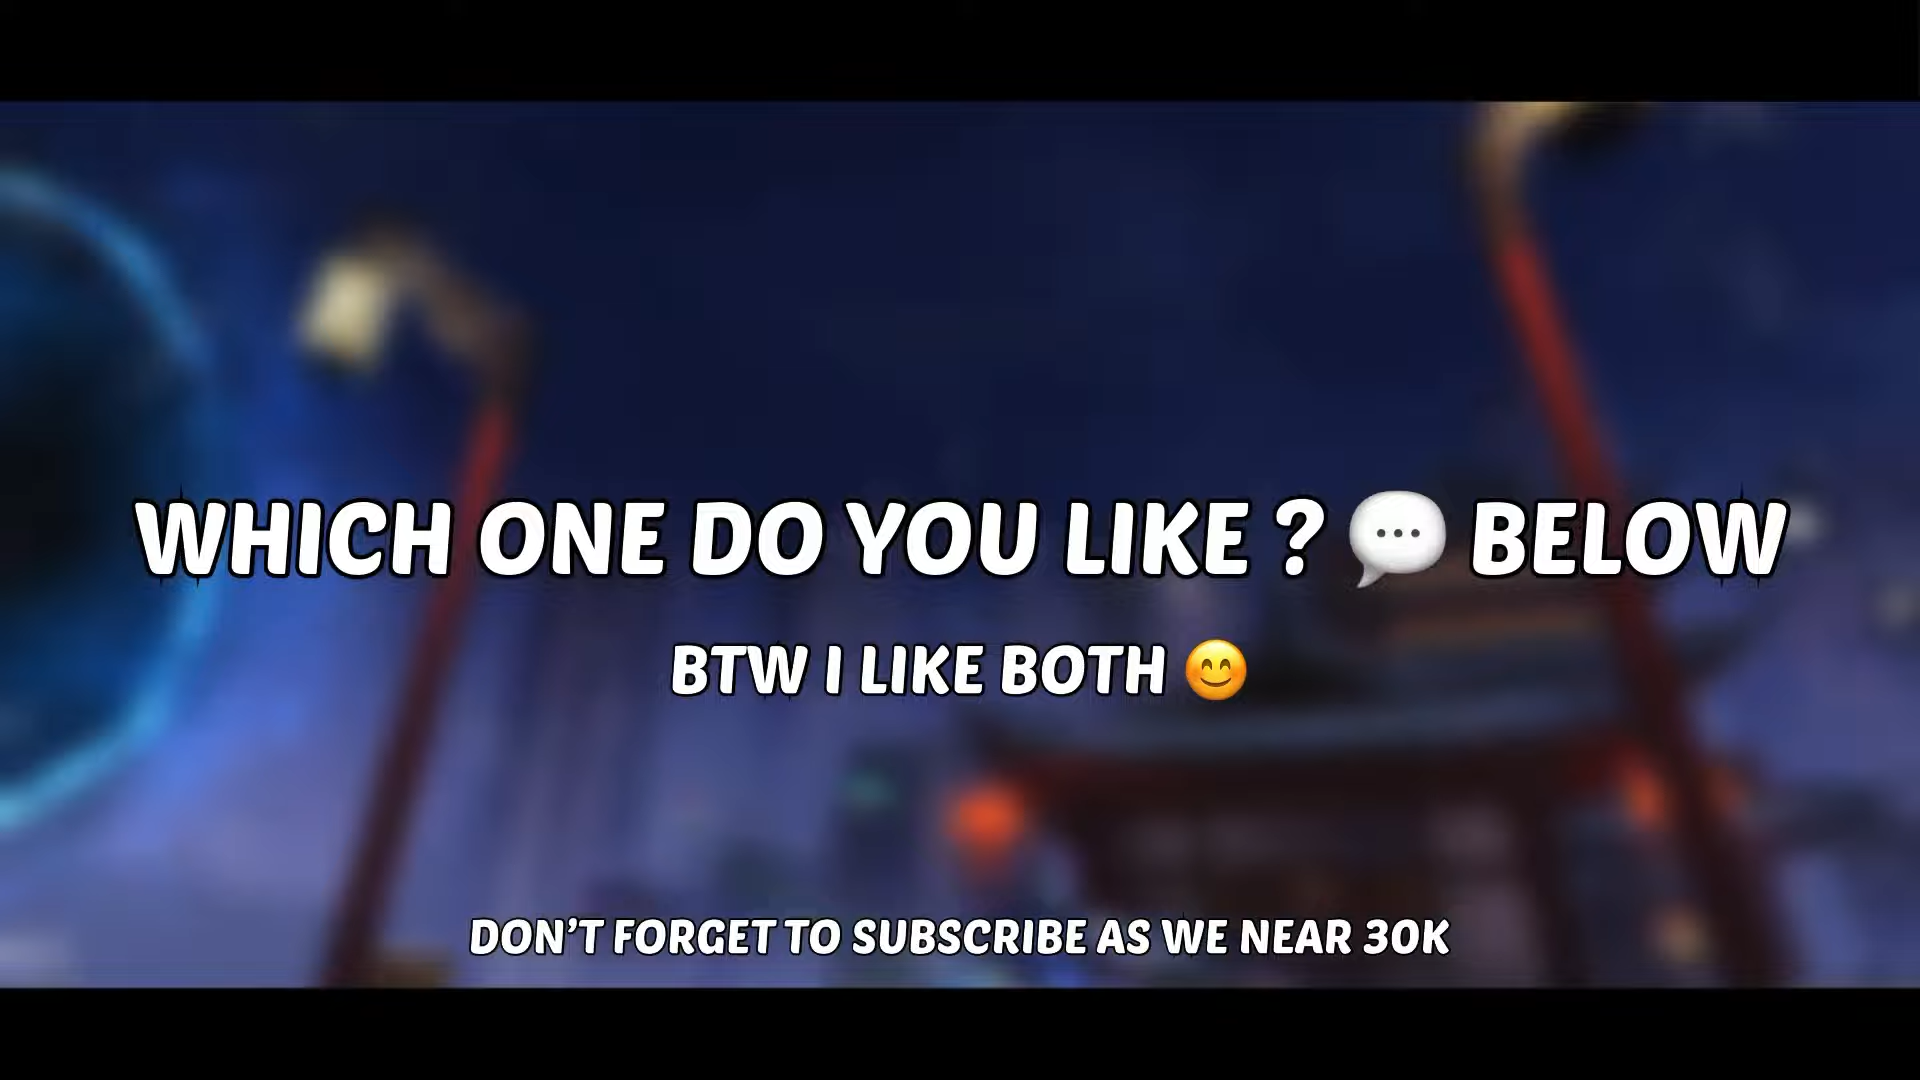 WHICH ONE DO YOU LIKE ? 💬 BELOW
BTW I LIKE BOTH 😊
DON’T FORGET TO SUBSCRIBE AS WE NEAR 30K